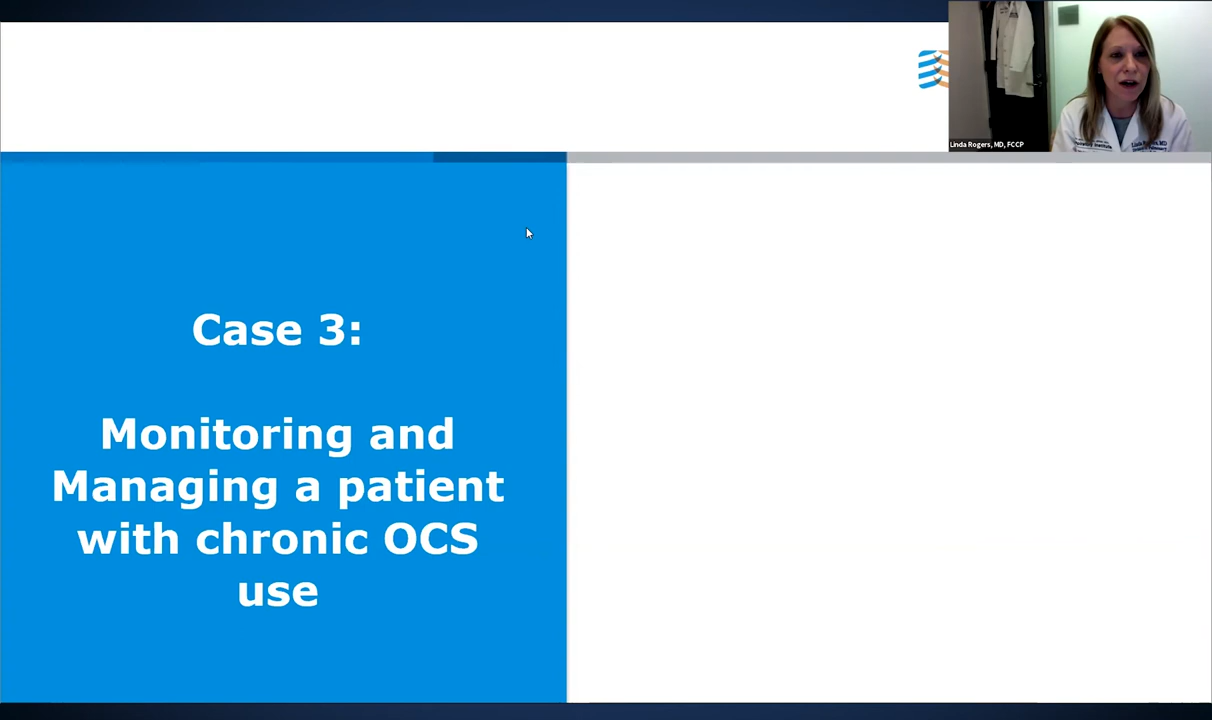 Linda Rogers, MD, FCCP
Case 3:
Monitoring and
Managing a patient
with chronic OCS
use